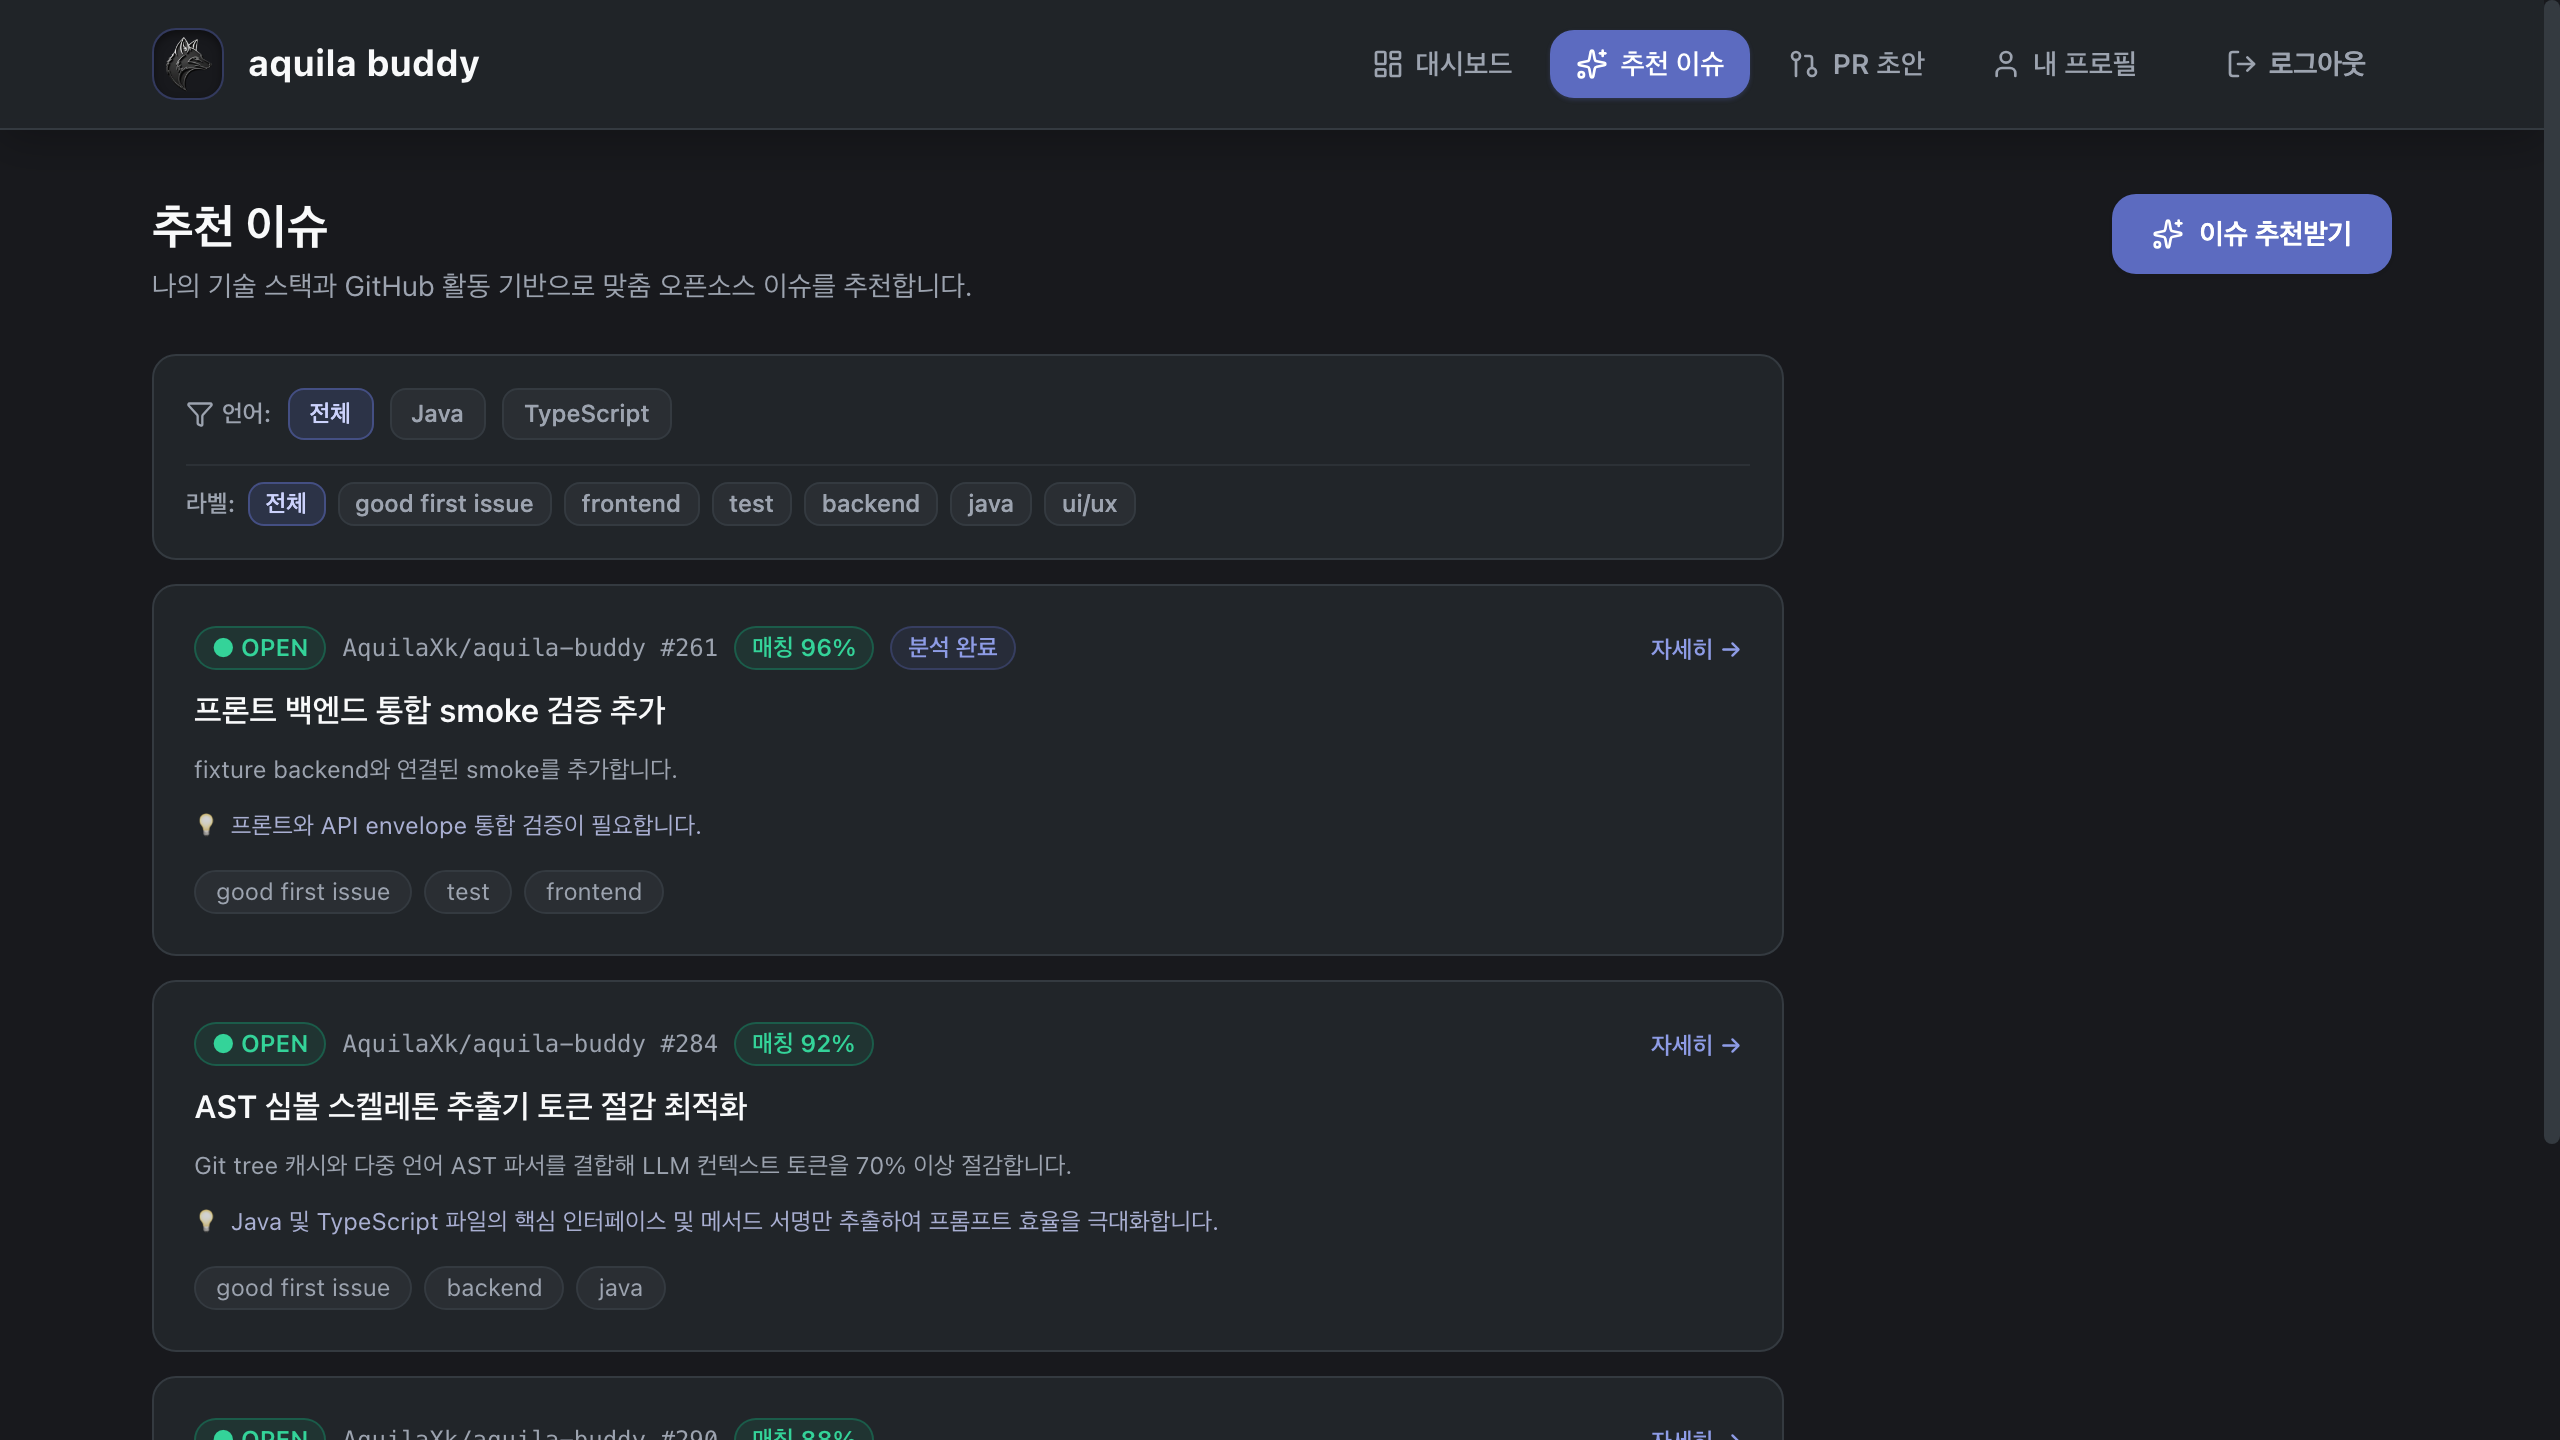 aquila buddy
대시보드
추천 이슈
PR 초안
내 프로필
로그아웃
추천 이슈
나의 기술 스택과 GitHub 활동 기반으로 맞춤 오픈소스 이슈를 추천합니다.
이슈 추천받기
언어: 전체 Java TypeScript
라벨: 전체 good first issue frontend test backend java ui/ux
OPEN AquilaXk/aquila-buddy #261 매칭 96% 분석 완료 자세히 →
프론트 백엔드 통합 smoke 검증 추가
fixture backend와 연결된 smoke를 추가합니다.
프론트와 API envelope 통합 검증이 필요합니다.
good first issue test frontend
OPEN AquilaXk/aquila-buddy #284 매칭 92% 자세히 →
AST 심볼 스켈레톤 추출기 토큰 절감 최적화
Git tree 캐시와 다중 언어 AST 파서를 결합해 LLM 컨텍스트 토큰을 70% 이상 절감합니다.
Java 및 TypeScript 파일의 핵심 인터페이스 및 메서드 서명만 추출하여 프롬프트 효율을 극대화합니다.
good first issue backend java
OPEN AquilaXk/aquila-buddy #290 매칭 88% 자세히 →